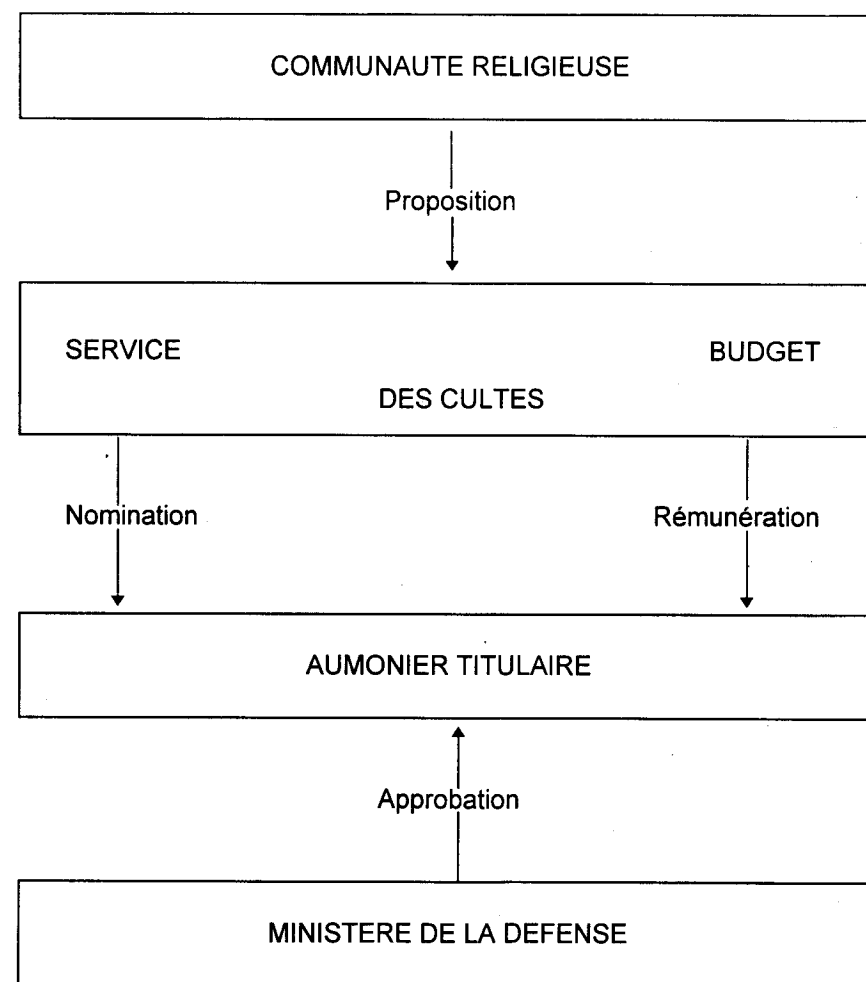 COMMUNAUTE RELIGIEUSE
Proposition
SERVICE BUDGET
DES CULTES
Nomination Rémunération
AUMONIER TITULAIRE
Approbation
MINISTERE DE LA DEFENSE